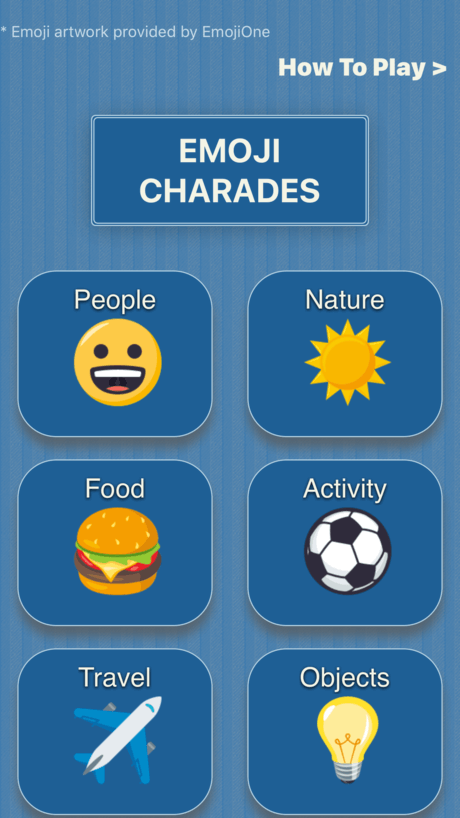 * Emoji artwork provided by EmojiOne
How To Play >
EMOJI
CHARADES
People
Nature
Food
Activity
Travel
Objects